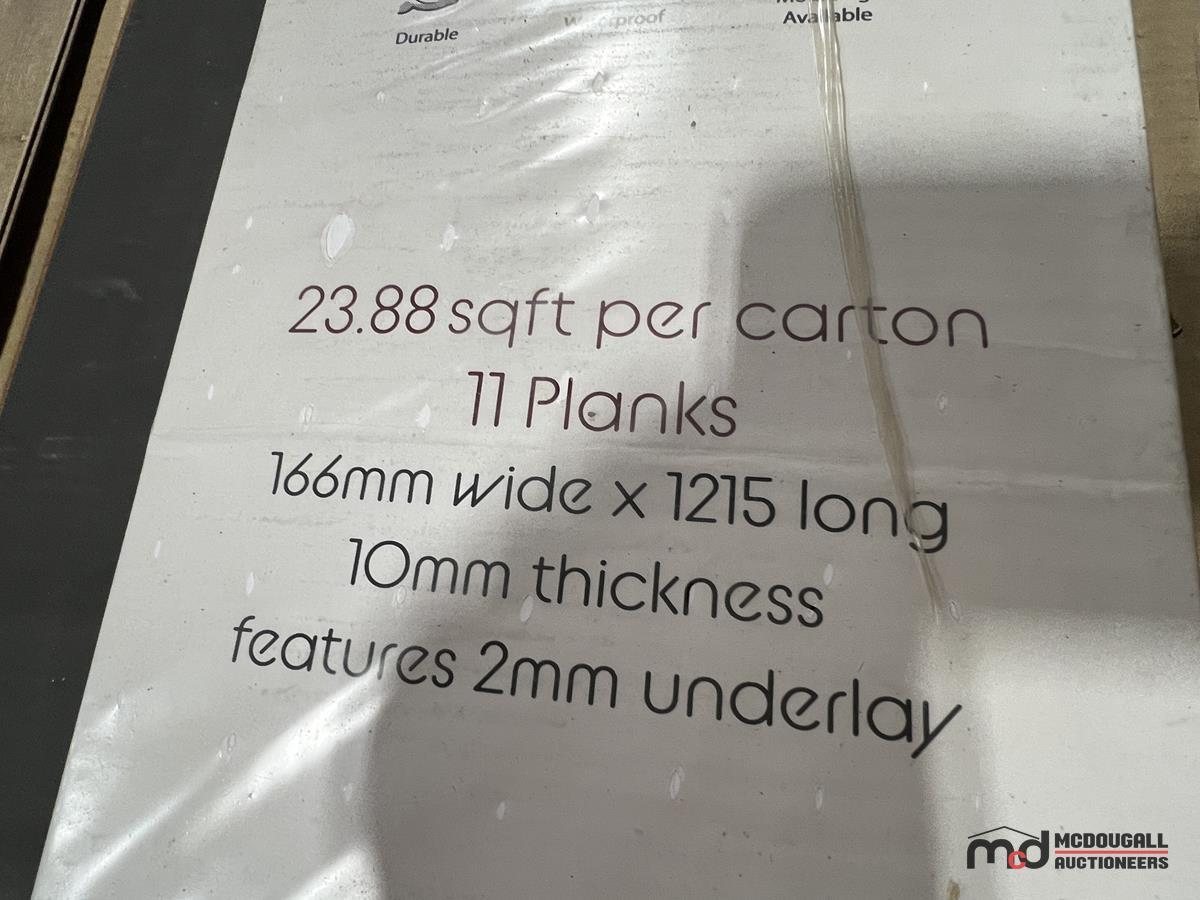 Durable
Available
23.88 sqft per carton
11 Planks
166mm wide x 1215 long
10mm thickness
features 2mm underlay
mcd MCDOUGALL
AUCTIONEERS